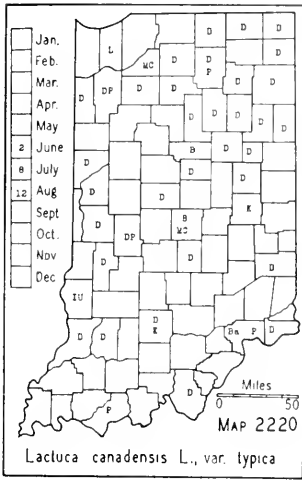 Jan.
Feb.
Mar.
Apr.
May
2 June
8 July
12 Aug
Sept
Oct.
Nov
Dec
D D D
L D D
MC D P D D
D DP D D D D
D D D D D
D B D D
D D
D D K
D B MC
DP D
D D
IU
D K
D D Ba P D
D
P
Miles
0 50
MAP 2220
Lactuca canadensis L., var. typica